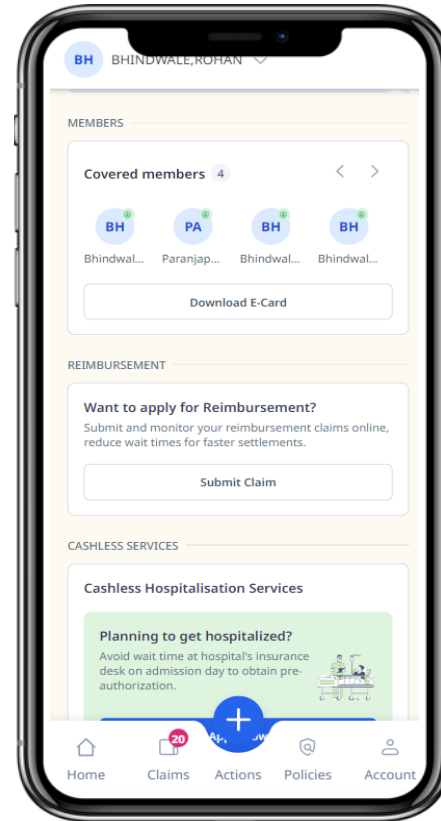 BH BHINDWALE,ROHAN
MEMBERS
Covered members 4
BH PA BH BH
Bhindwal... Paranjap... Bhindwal... Bhindwal...
Download E-Card
REIMBURSEMENT
Want to apply for Reimbursement?
Submit and monitor your reimbursement claims online,
reduce wait times for faster settlements.
Submit Claim
CASHLESS SERVICES
Cashless Hospitalisation Services
Planning to get hospitalized?
Avoid wait time at hospital's insurance
desk on admission day to obtain pre-
authorization.
20
Home Claims Actions Policies Account